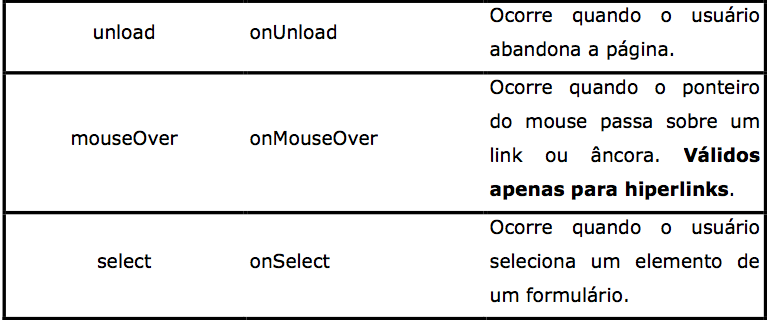 unload onUnload Ocorre quando o usuário
abandona a página.
mouseOver onMouseOver Ocorre quando o ponteiro
do mouse passa sobre um
link ou âncora. Válidos
apenas para hiperlinks.
select onSelect Ocorre quando o usuário
seleciona um elemento de
um formulário.